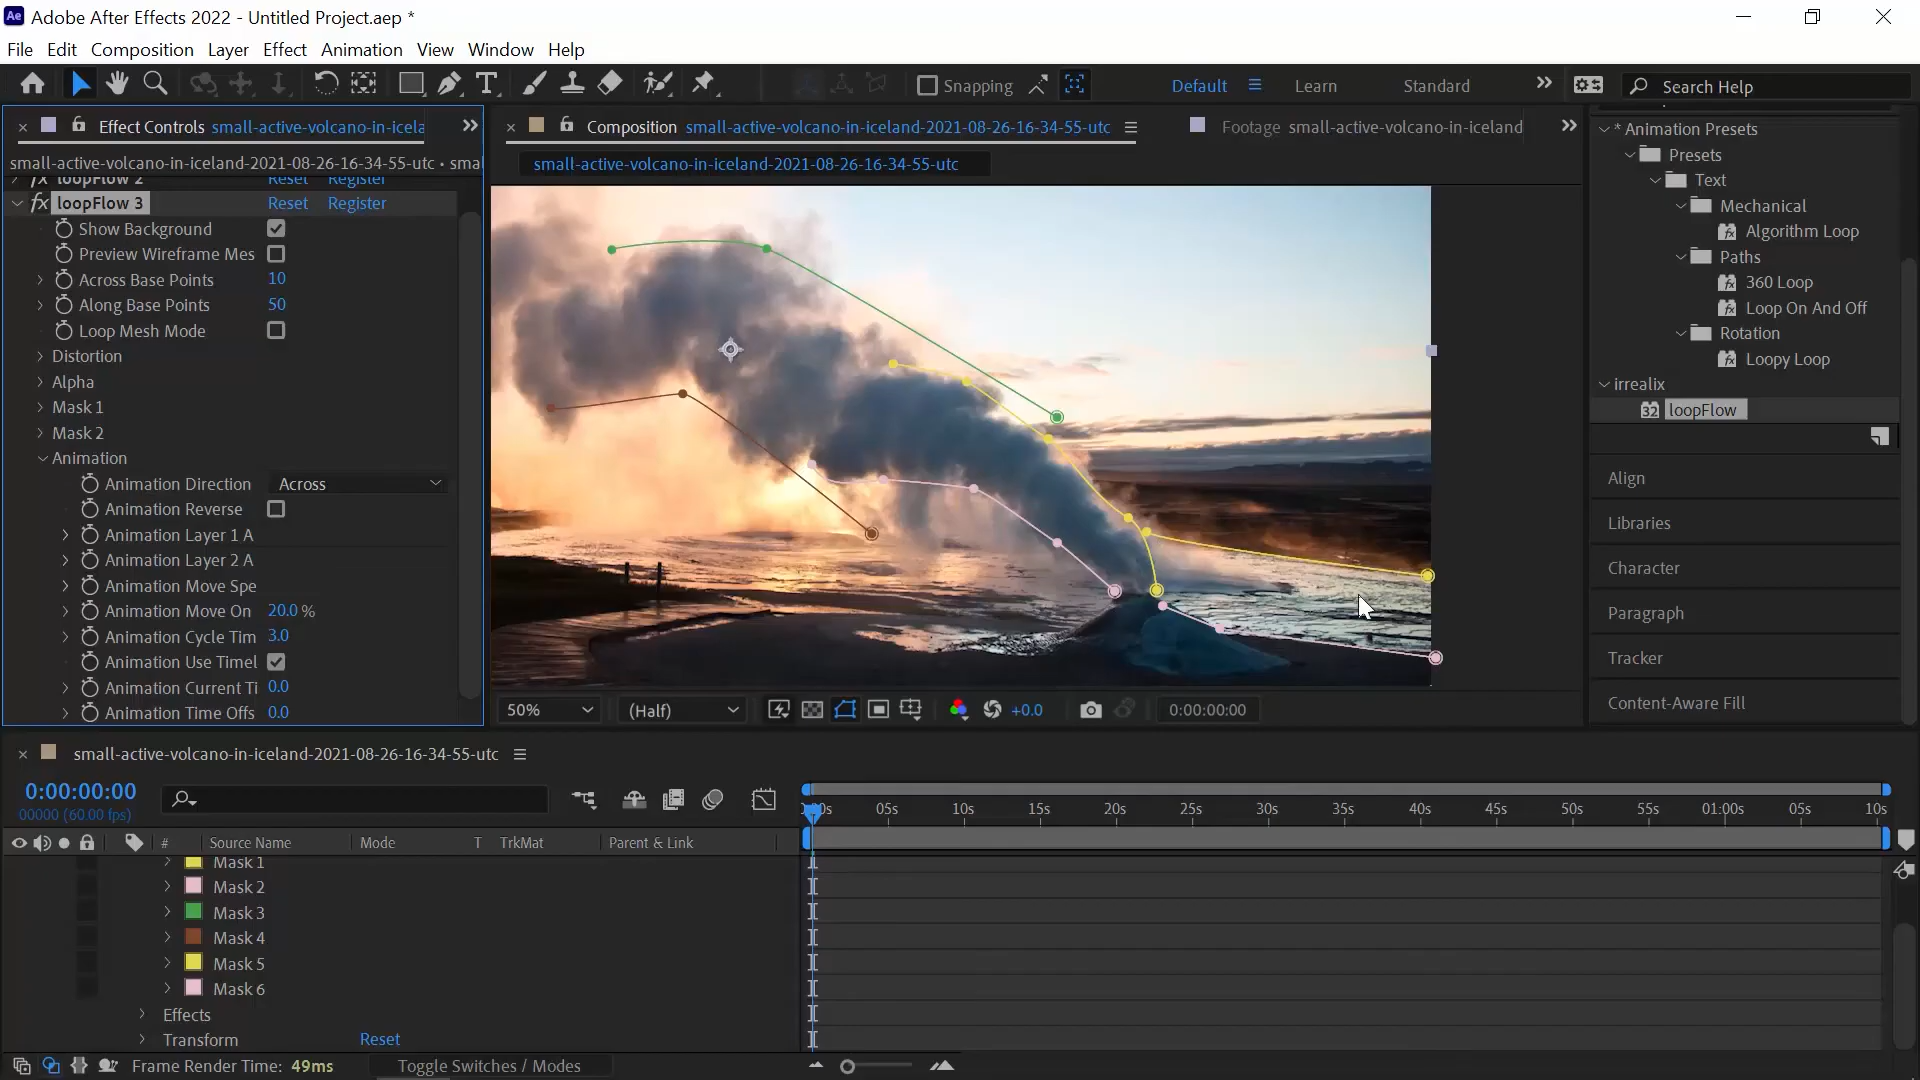 Ae Adobe After Effects 2022 - Untitled Project.aep *
File Edit Composition Layer Effect Animation View Window Help
Snapping Default Learn Standard Search Help
Effect Controls small-active-volcano-in-icela
small-active-volcano-in-iceland-2021-08-26-16-34-55-utc • smal
fx loopFlow 2 Reset Register
fx loopFlow 3 Reset Register
Show Background
Preview Wireframe Mes
Across Base Points 10
Along Base Points 50
Loop Mesh Mode
Distortion
Alpha
Mask 1
Mask 2
Animation
Animation Direction Across
Animation Reverse
Animation Layer 1 A
Animation Layer 2 A
Animation Move Spe
Animation Move On 20.0 %
Animation Cycle Tim 3.0
Animation Use Timel
Animation Current Ti 0.0
Animation Time Offs 0.0
Composition small-active-volcano-in-iceland-2021-08-26-16-34-55-utc
Footage small-active-volcano-in-iceland
small-active-volcano-in-iceland-2021-08-26-16-34-55-utc
50% (Half) +0.0 0:00:00:00
* Animation Presets
Presets
Text
Mechanical
Algorithm Loop
Paths
360 Loop
Loop On And Off
Rotation
Loopy Loop
irrealix
32 loopFlow
Align
Libraries
Character
Paragraph
Tracker
Content-Aware Fill
small-active-volcano-in-iceland-2021-08-26-16-34-55-utc
0:00:00:00
00000 (60.00 fps)
05s 10s 15s 20s 25s 30s 35s 40s 45s 50s 55s 01:00s 05s 10s
# Source Name Mode T TrkMat Parent & Link
Mask 1
Mask 2
Mask 3
Mask 4
Mask 5
Mask 6
Effects
Transform Reset
Frame Render Time: 49ms Toggle Switches / Modes